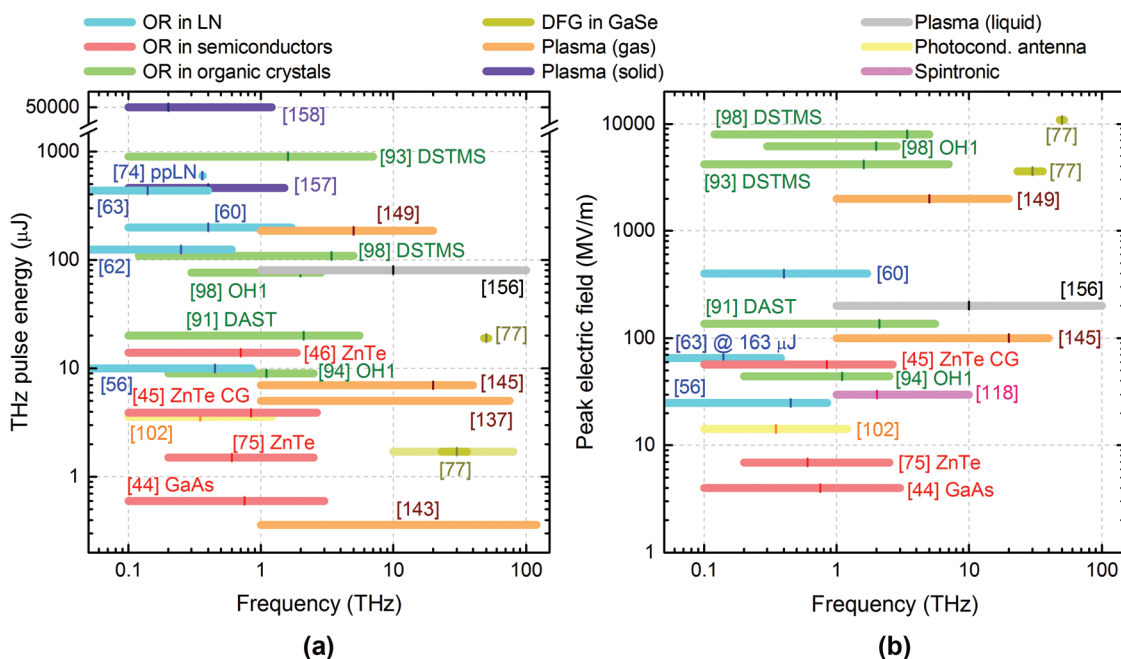 OR in LN
OR in semiconductors
OR in organic crystals
DFG in GaSe
Plasma (gas)
Plasma (solid)
Plasma (liquid)
Photocond. antenna
Spintronic
THz pulse energy (μJ)
50000
1000
100
10
1
[158]
[93] DSTMS
[74] ppLN
[157]
[63]
[60]
[149]
[62]
[98] DSTMS
[98] OH1
[156]
[91] DAST
[77]
[46] ZnTe
[56]
[94] OH1
[45] ZnTe CG
[145]
[102]
[137]
[75] ZnTe
[77]
[44] GaAs
[143]
0.1 1 10 100
Frequency (THz)
(a)
Peak electric field (MV/m)
10000
1000
100
10
1
[98] DSTMS
[77]
[98] OH1
[93] DSTMS
[77]
[149]
[60]
[156]
[91] DAST
[63] @ 163 μJ
[145]
[45] ZnTe CG
[56]
[94] OH1
[118]
[102]
[75] ZnTe
[44] GaAs
0.1 1 10 100
Frequency (THz)
(b)